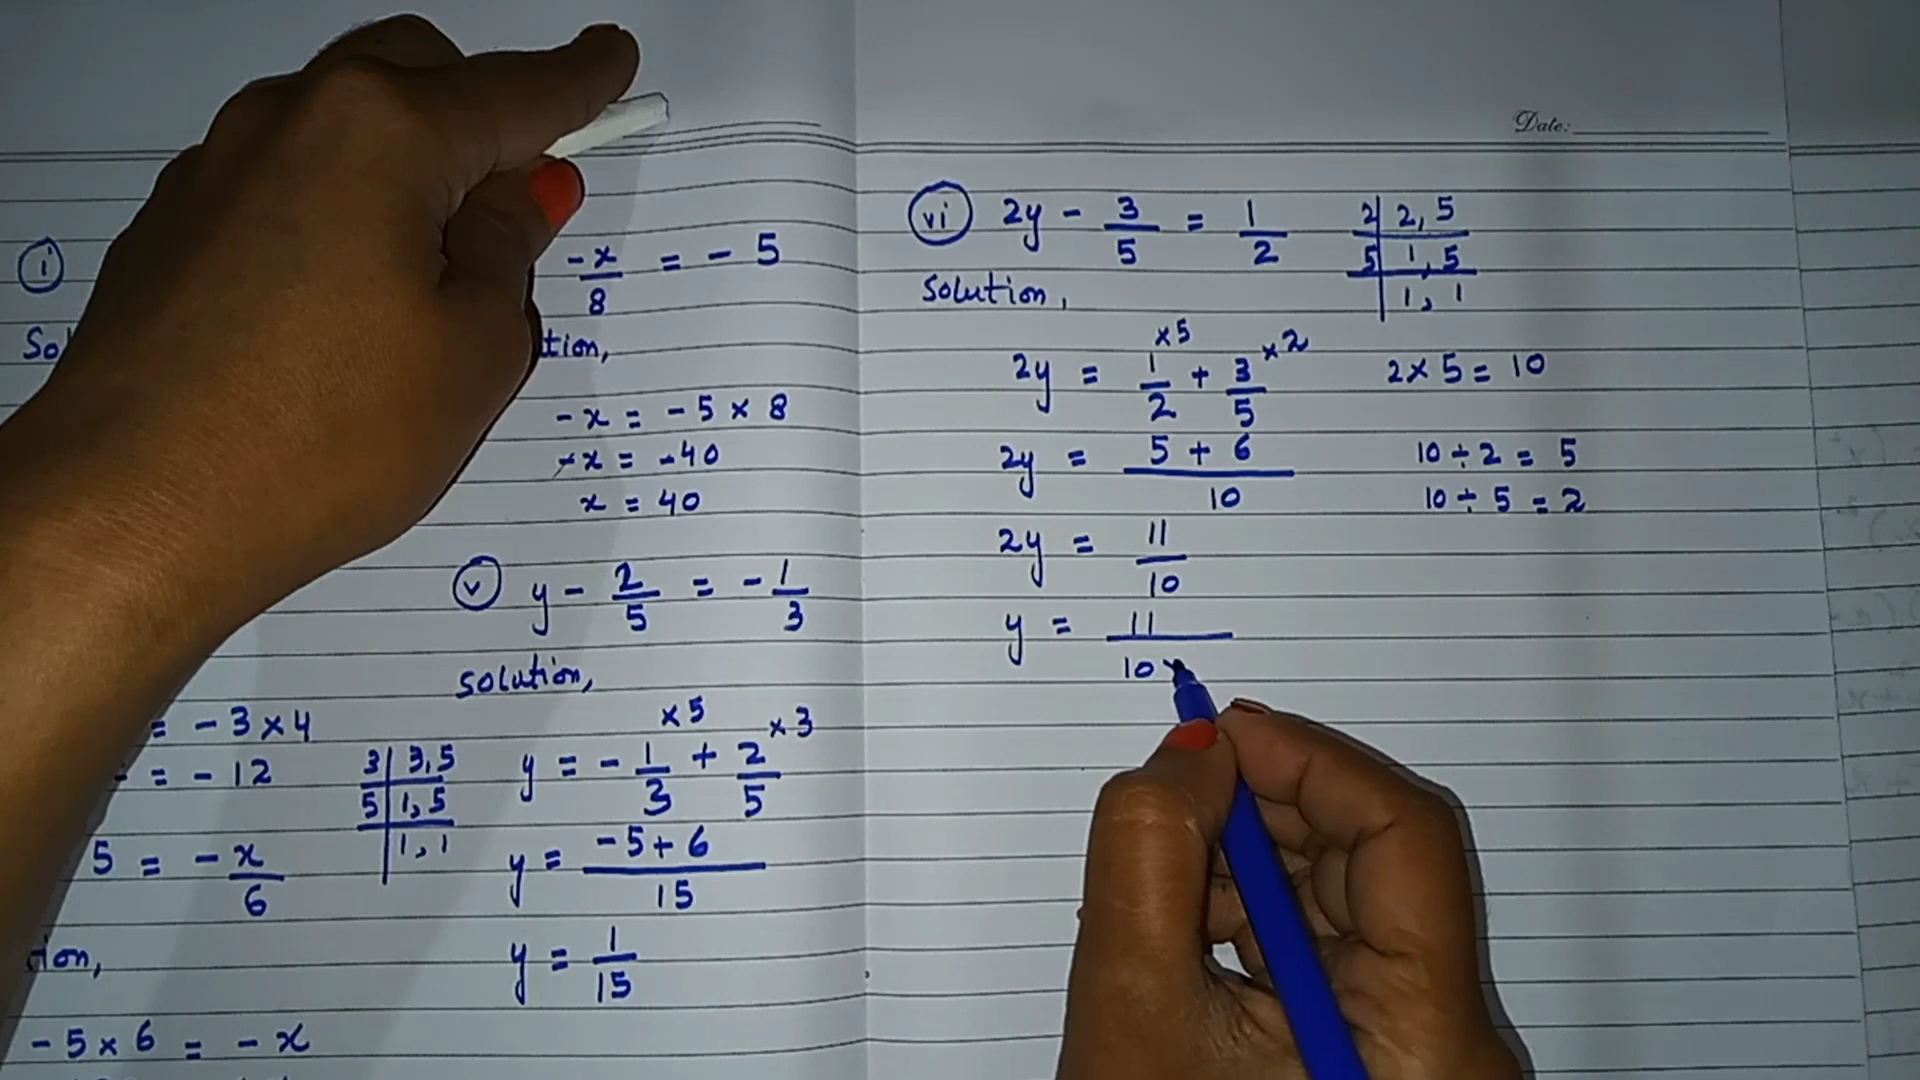 Date:
i
-x/8 = - 5
Sol
tion,
-x = -5 × 8
-x = -40
x = 40
v y - 2/5 = - 1/3
solution,
= -3 × 4
= -12
3 | 3, 5
5 | 1, 5
| 1, 1
×5 ×3
y = - 1/3 + 2/5
y = -5+6/15
y = 1/15
5 = -x/6
tion,
-5 × 6 = -x
vi 2y - 3/5 = 1/2
2 | 2, 5
5 | 1, 5
| 1, 1
Solution,
×5 ×2
2y = 1/2 + 3/5
2 × 5 = 10
2y = 5 + 6/10
10 ÷ 2 = 5
10 ÷ 5 = 2
2y = 11/10
y = 11/10 ×